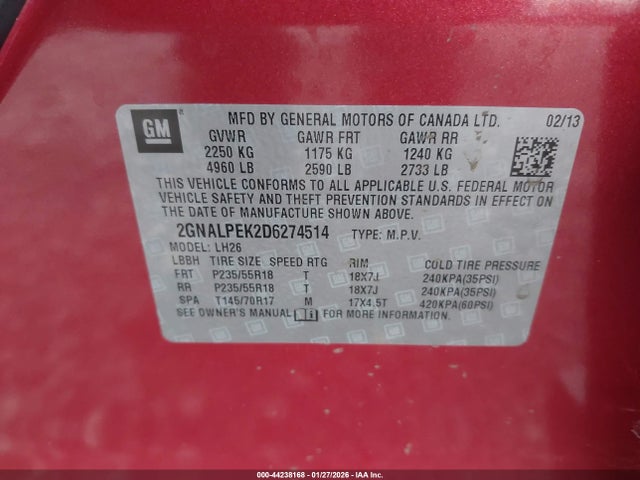 GM
MFD BY GENERAL MOTORS OF CANADA LTD. 02/13
GVWR GAWR FRT GAWR RR
2250 KG 1175 KG 1240 KG
4960 LB 2590 LB 2733 LB
THIS VEHICLE CONFORMS TO ALL APPLICABLE U.S. FEDERAL MOTOR
VEHICLE SAFETY AND THEFT PREVENTION STANDARDS IN EFFECT ON
THE DATE OF MANUFACTURE SHOWN ABOVE.
2GNALPEK2D6274514 TYPE: M.P.V.
MODEL: LH26
LBBH TIRE SIZE SPEED RTG RIM COLD TIRE PRESSURE
FRT P235/55R18 T 18X7J 240KPA(35PSI)
RR P235/55R18 T 18X7J 240KPA(35PSI)
SPA T145/70R17 M 17X4.5T 420KPA(60PSI)
SEE OWNER'S MANUAL
000-44238168 - 01/27/2026 - IAA Inc.